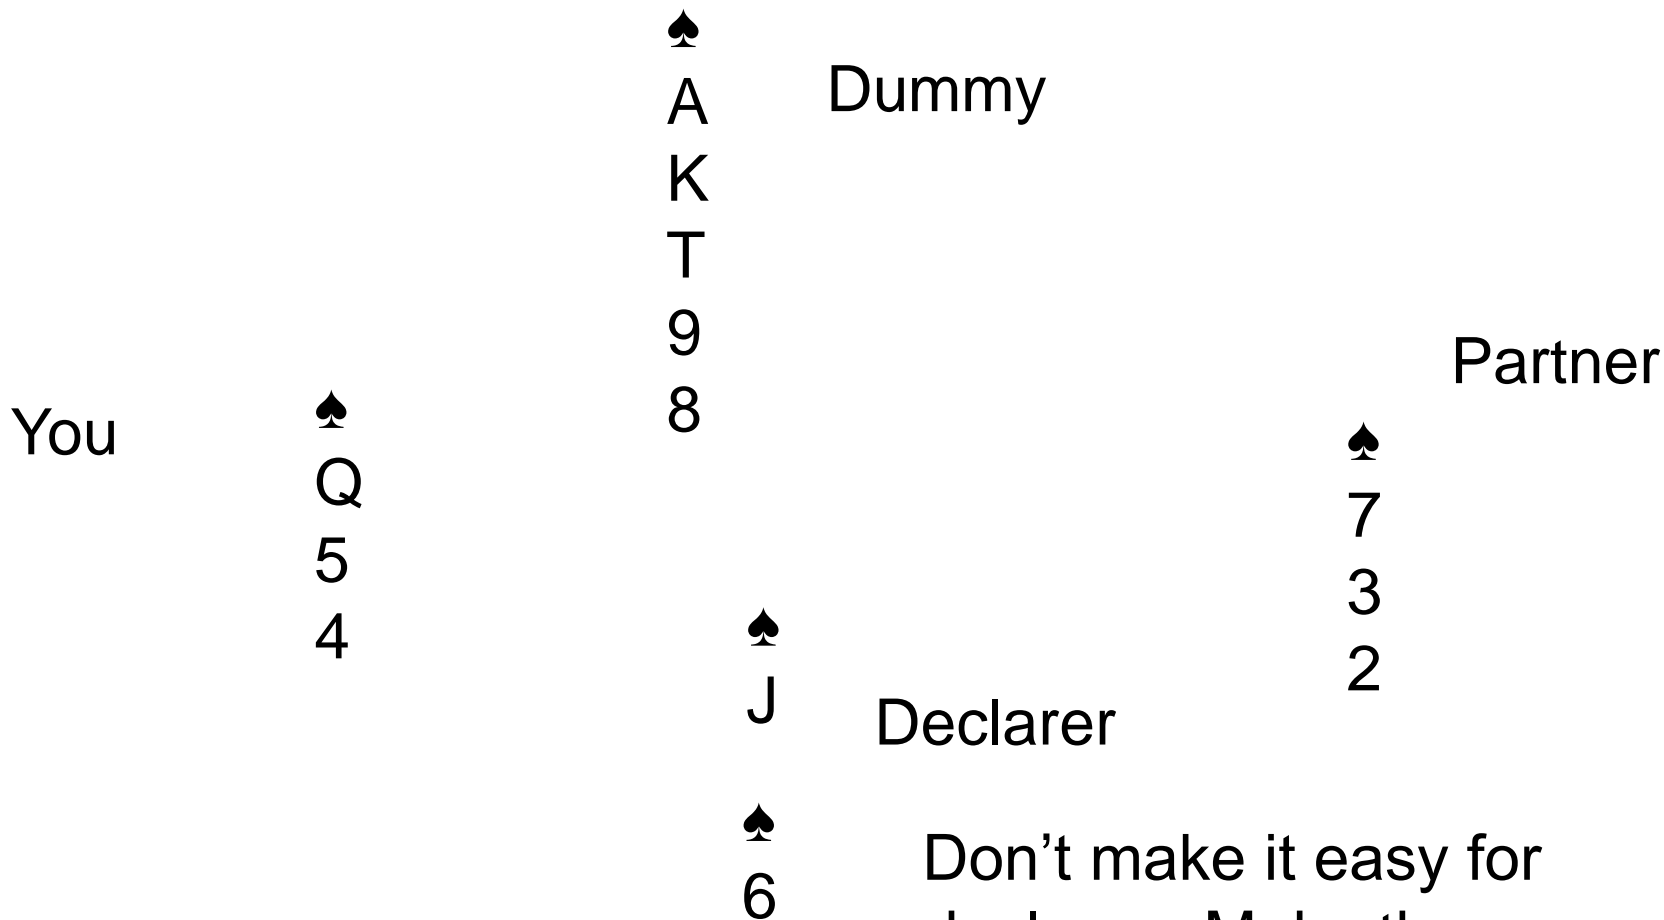 ♠
A
K
T
9
8
Dummy
You
♠
Q
5
4
Partner
♠
7
3
2
♠
J
Declarer
♠
6
Don’t make it easy for